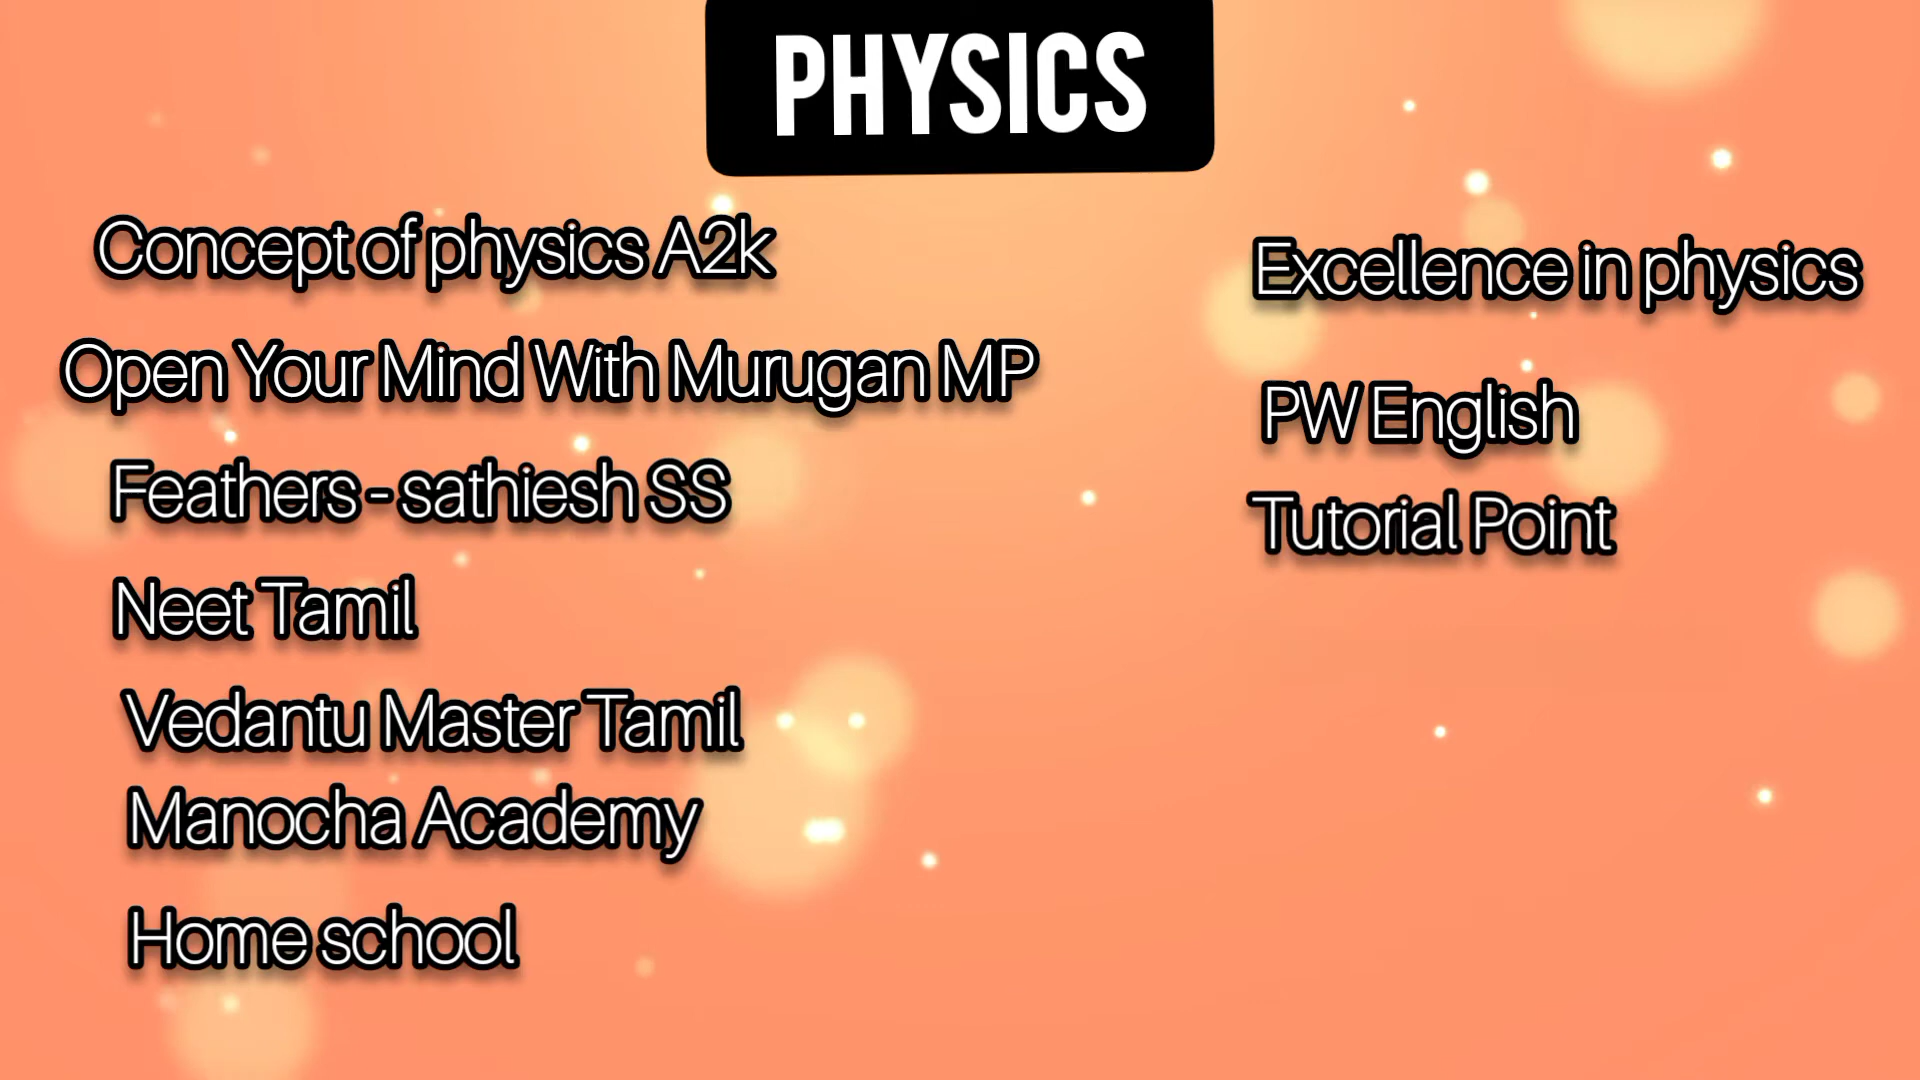 PHYSICS
Concept of physics A2k
Open Your Mind With Murugan MP
Feathers - sathiesh SS
Neet Tamil
Vedantu Master Tamil
Manocha Academy
Home school
Excellence in physics
PW English
Tutorial Point